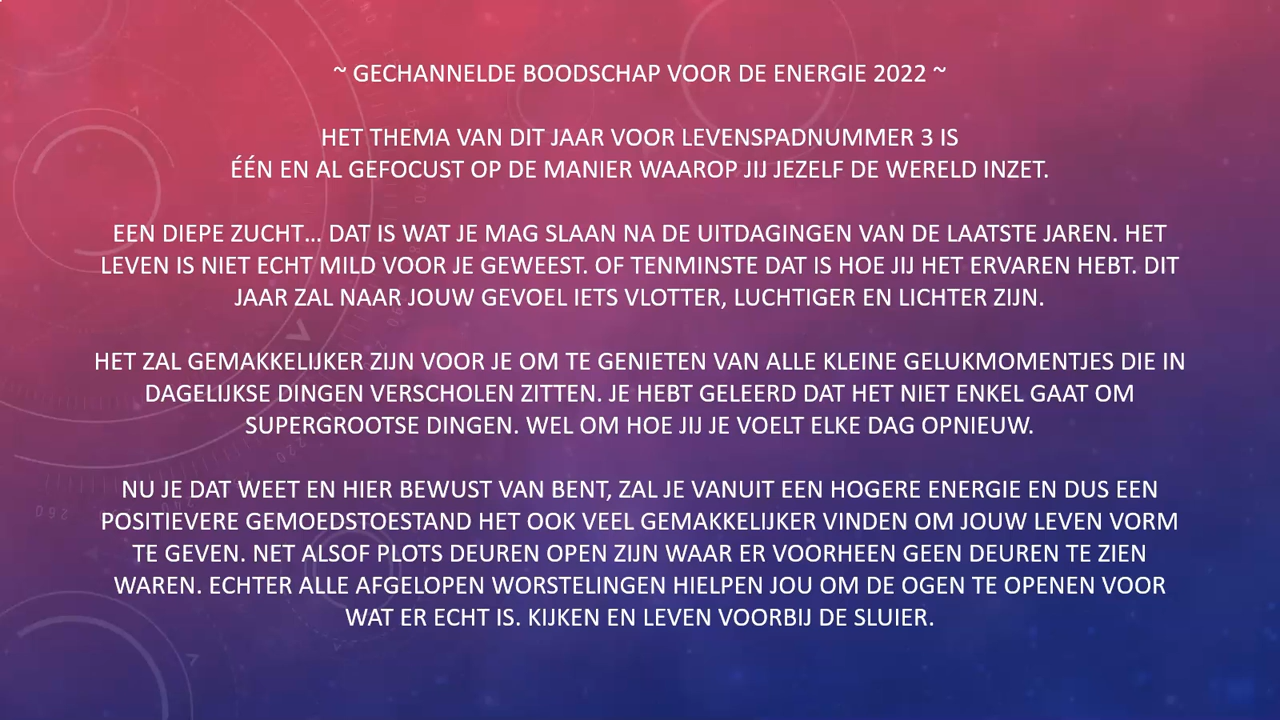 ~ GECHANNELDE BOODSCHAP VOOR DE ENERGIE 2022 ~
HET THEMA VAN DIT JAAR VOOR LEVENSPADNUMMER 3 IS
ÉÉN EN AL GEFOCUST OP DE MANIER WAAROP JIJ JEZELF DE WERELD INZET.
EEN DIEPE ZUCHT... DAT IS WAT JE MAG SLAAN NA DE UITDAGINGEN VAN DE LAATSTE JAREN. HET
LEVEN IS NIET ECHT MILD VOOR JE GEWEEST. OF TENMINSTE DAT IS HOE JIJ HET ERVAREN HEBT. DIT
JAAR ZAL NAAR JOUW GEVOEL IETS VLOTTER, LUCHTIGER EN LICHTER ZIJN.
HET ZAL GEMAKKELIJKER ZIJN VOOR JE OM TE GENIETEN VAN ALLE KLEINE GELUKMOMENTJES DIE IN
DAGELIJKSE DINGEN VERSCHOLEN ZITTEN. JE HEBT GELEERD DAT HET NIET ENKEL GAAT OM
SUPERGROOTSE DINGEN. WEL OM HOE JIJ JE VOELT ELKE DAG OPNIEUW.
NU JE DAT WEET EN HIER BEWUST VAN BENT, ZAL JE VANUIT EEN HOGERE ENERGIE EN DUS EEN
POSITIEVERE GEMOEDSTOESTAND HET OOK VEEL GEMAKKELIJKER VINDEN OM JOUW LEVEN VORM
TE GEVEN. NET ALSOF PLOTS DEUREN OPEN ZIJN WAAR ER VOORHEEN GEEN DEUREN TE ZIEN
WAREN. ECHTER ALLE AFGELOPEN WORSTELINGEN HIELPEN JOU OM DE OGEN TE OPENEN VOOR
WAT ER ECHT IS. KIJKEN EN LEVEN VOORBIJ DE SLUIER.